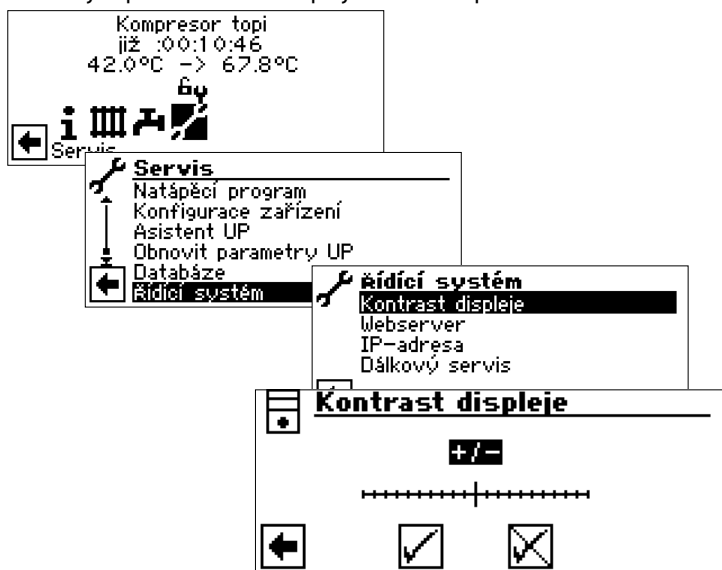 Kompresor topí
již :00:10:46
42.0°C -> 67.8°C
Servis
Servis
Natápěcí program
Konfigurace zařízení
Asistent UP
Obnovit parametry UP
Databáze
Řídící systém
Řídící systém
Kontrast displeje
Webserver
IP-adresa
Dálkový servis
Kontrast displeje
+/-